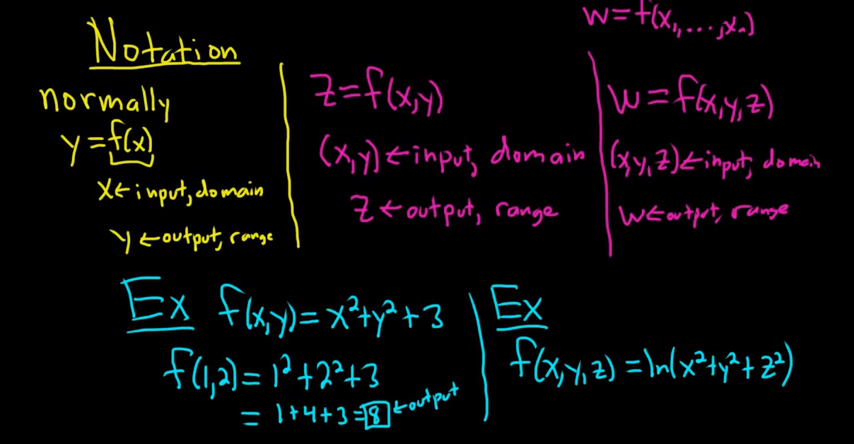 Notation
normally
y = f(x)
x ← input, domain
y ← output, range
z = f(x,y)
(x,y) ← input, domain
z ← output, range
w = f(x₁,...,xₙ)
w = f(x,y,z)
(x,y,z) ← input, domain
w ← output, range
Ex f(x,y) = x² + y² + 3
f(1,2) = 1² + 2² + 3
= 1 + 4 + 3 = 8 ← output
Ex
f(x,y,z) = ln(x² + y² + z²)